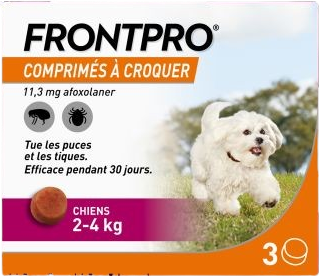 FRONTPRO®
COMPRIMÉS À CROQUER
11,3 mg afoxolaner
Tue les puces
et les tiques.
Efficace pendant 30 jours.
CHIENS
2-4 kg
3